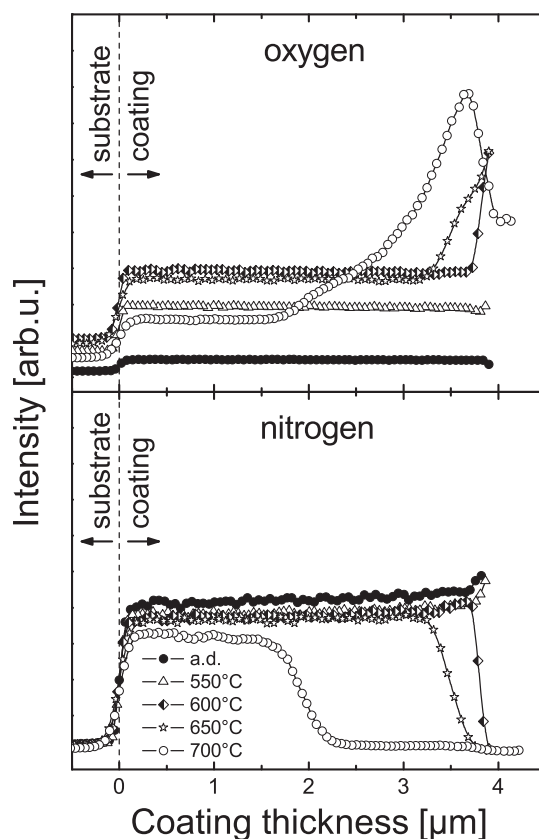 oxygen
substrate
coating
Intensity [arb.u.]
nitrogen
substrate
coating
a.d.
550°C
600°C
650°C
700°C
0 1 2 3 4
Coating thickness [µm]